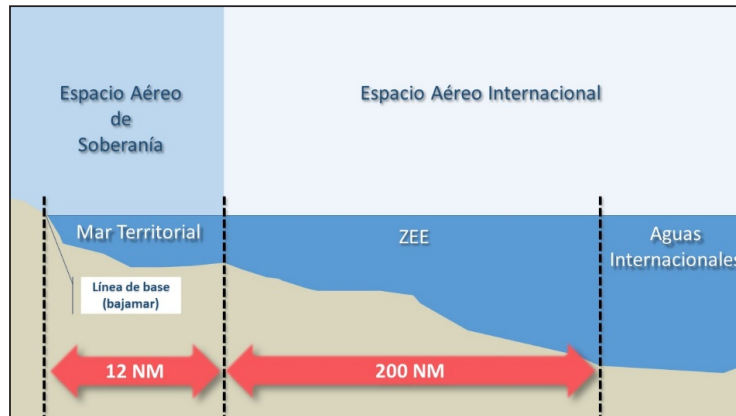 Espacio Aéreo
de
Soberanía
Espacio Aéreo Internacional
Mar Territorial
ZEE
Aguas
Internacionales
Línea de base
(bajamar)
12 NM
200 NM